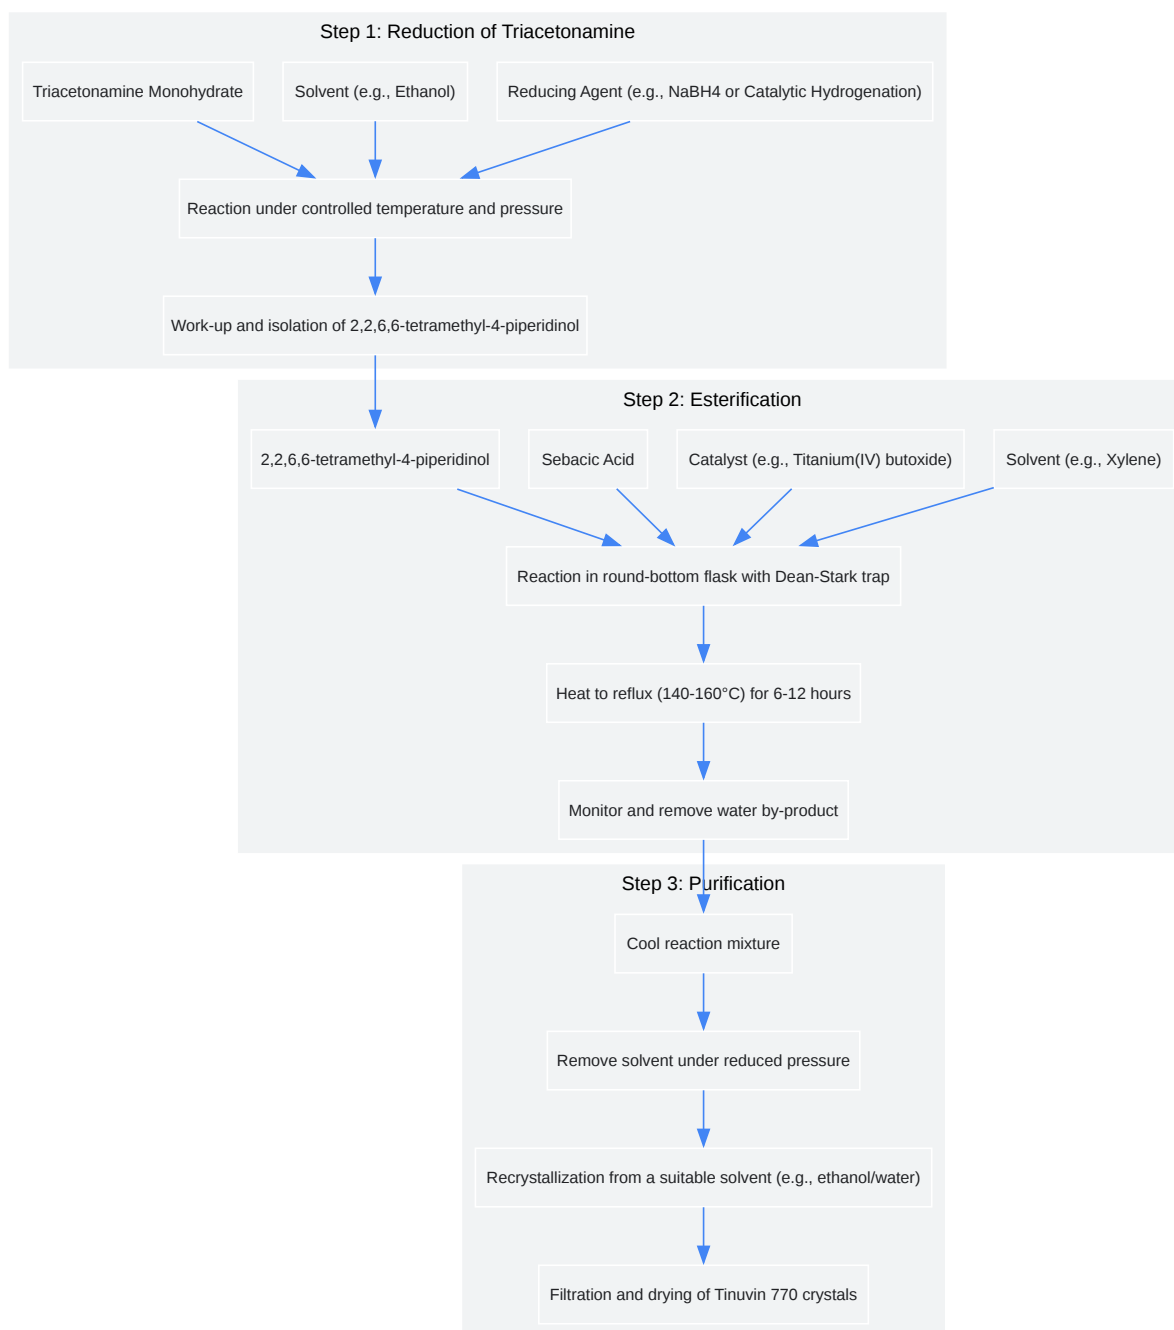 Step 1: Reduction of Triacetonamine
Triacetonamine Monohydrate
Solvent (e.g., Ethanol)
Reducing Agent (e.g., NaBH4 or Catalytic Hydrogenation)
Reaction under controlled temperature and pressure
Work-up and isolation of 2,2,6,6-tetramethyl-4-piperidinol
Step 2: Esterification
2,2,6,6-tetramethyl-4-piperidinol
Sebacic Acid
Catalyst (e.g., Titanium(IV) butoxide)
Solvent (e.g., Xylene)
Reaction in round-bottom flask with Dean-Stark trap
Heat to reflux (140-160°C) for 6-12 hours
Monitor and remove water by-product
Step 3: Purification
Cool reaction mixture
Remove solvent under reduced pressure
Recrystallization from a suitable solvent (e.g., ethanol/water)
Filtration and drying of Tinuvin 770 crystals